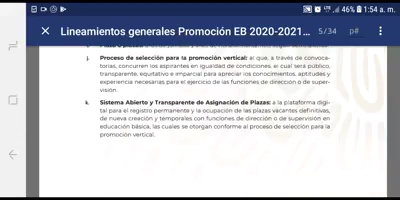 LTE 46% 1:54 a. m.
Lineamientos generales Promoción EB 2020-2021... 5/34 p#
j. Proceso de selección para la promoción vertical: al que, a través de convoca-
torias, concurren los aspirantes en igualdad de condiciones, al cual será público,
transparente, equitativo e imparcial para apreciar los conocimientos, aptitudes y
experiencia necesarias para el ejercicio de las funciones de dirección o de super-
visión.
k. Sistema Abierto y Transparente de Asignación de Plazas: a la plataforma digi-
tal para el registro permanente y la ocupación de las plazas vacantes definitivas,
de nueva creación y temporales con funciones de dirección o de supervisión en
educación básica, las cuales se otorgan conforme al proceso de selección para la
promoción vertical.